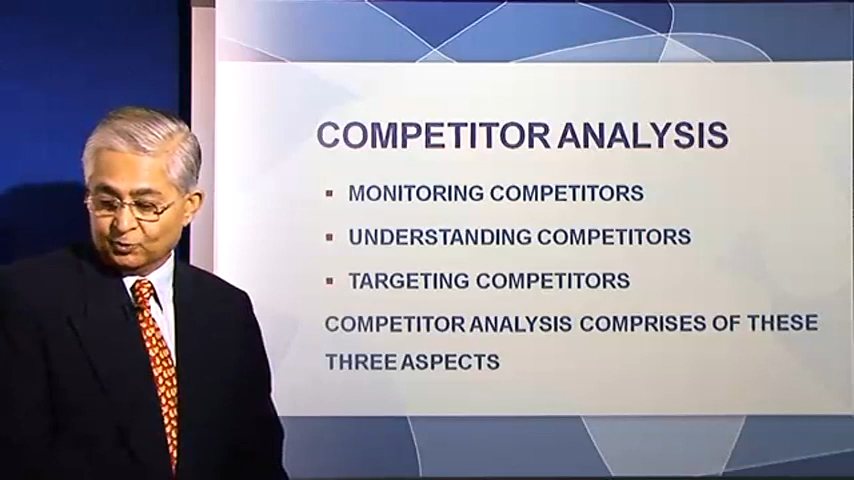 COMPETITOR ANALYSIS
MONITORING COMPETITORS
UNDERSTANDING COMPETITORS
TARGETING COMPETITORS
COMPETITOR ANALYSIS COMPRISES OF THESE
THREE ASPECTS